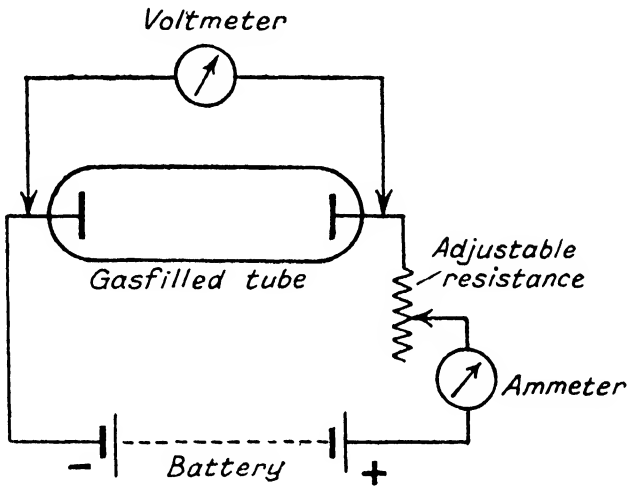 Voltmeter
Gasfilled tube
Adjustable
resistance
Ammeter
- Battery +